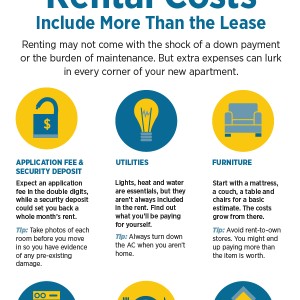 Rental Costs
Include More Than the Lease
Renting may not come with the shock of a down payment
or the burden of maintenance. But extra expenses can lurk
in every corner of your new apartment.
$
APPLICATION FEE &
SECURITY DEPOSIT
Expect an application
fee in the double digits,
while a security deposit
could set you back a
whole month's rent.
Tip: Take photos of each
room before you move
in so you have evidence
of any pre-existing
damage.
UTILITIES
Lights, heat and water
are essentials, but they
aren't always included
in the rent. Find out
what you'll be paying
for yourself.
Tip: Always turn down
the AC when you aren't
home.
FURNITURE
Start with a mattress,
a couch, a table and
chairs for a basic
estimate. The costs
grow from there.
Tip: Avoid rent-to-own
stores. You might end
up paying more than
the item is worth.